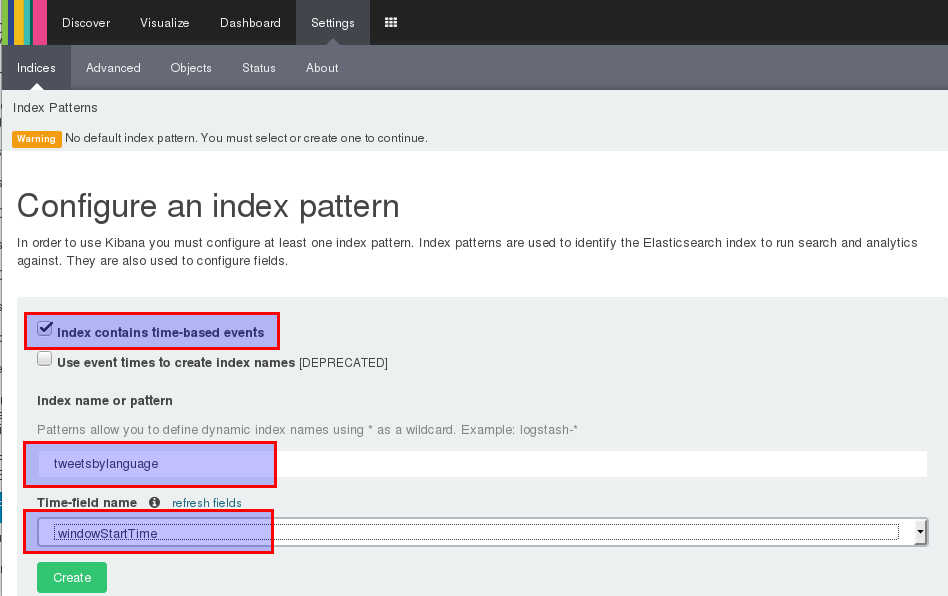 Discover Visualize Dashboard Settings
Indices Advanced Objects Status About
Index Patterns
Warning No default index pattern. You must select or create one to continue.
Configure an index pattern
In order to use Kibana you must configure at least one index pattern. Index patterns are used to identify the Elasticsearch index to run search and analytics
against. They are also used to configure fields.
Index contains time-based events
Use event times to create index names [DEPRECATED]
Index name or pattern
Patterns allow you to define dynamic index names using * as a wildcard. Example: logstash-*
tweetsbylanguage
Time-field name refresh fields
windowStartTime
Create